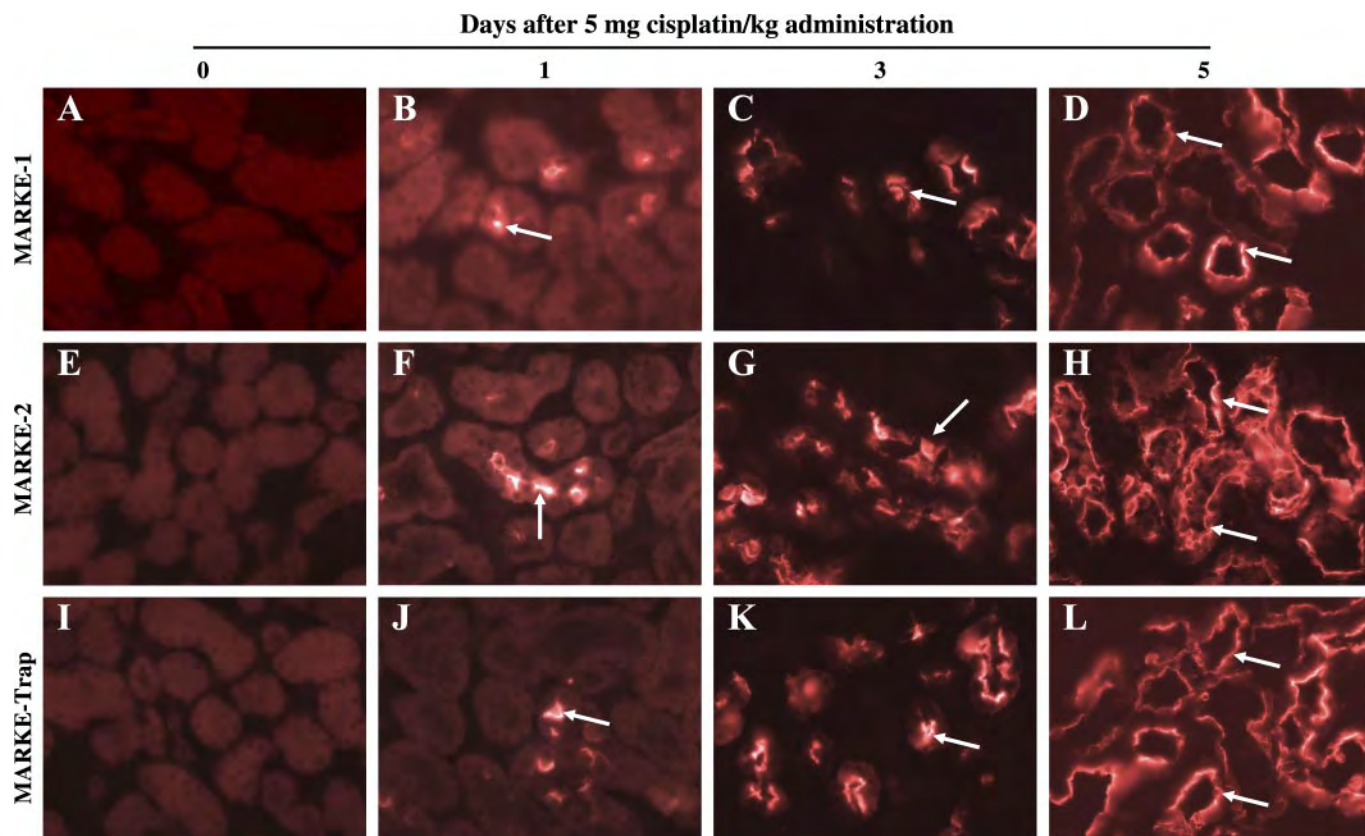 Days after 5 mg cisplatin/kg administration
0 1 3 5
MARKE-1
A B C D
MARKE-2
E F G H
MARKE-Trap
I J K L